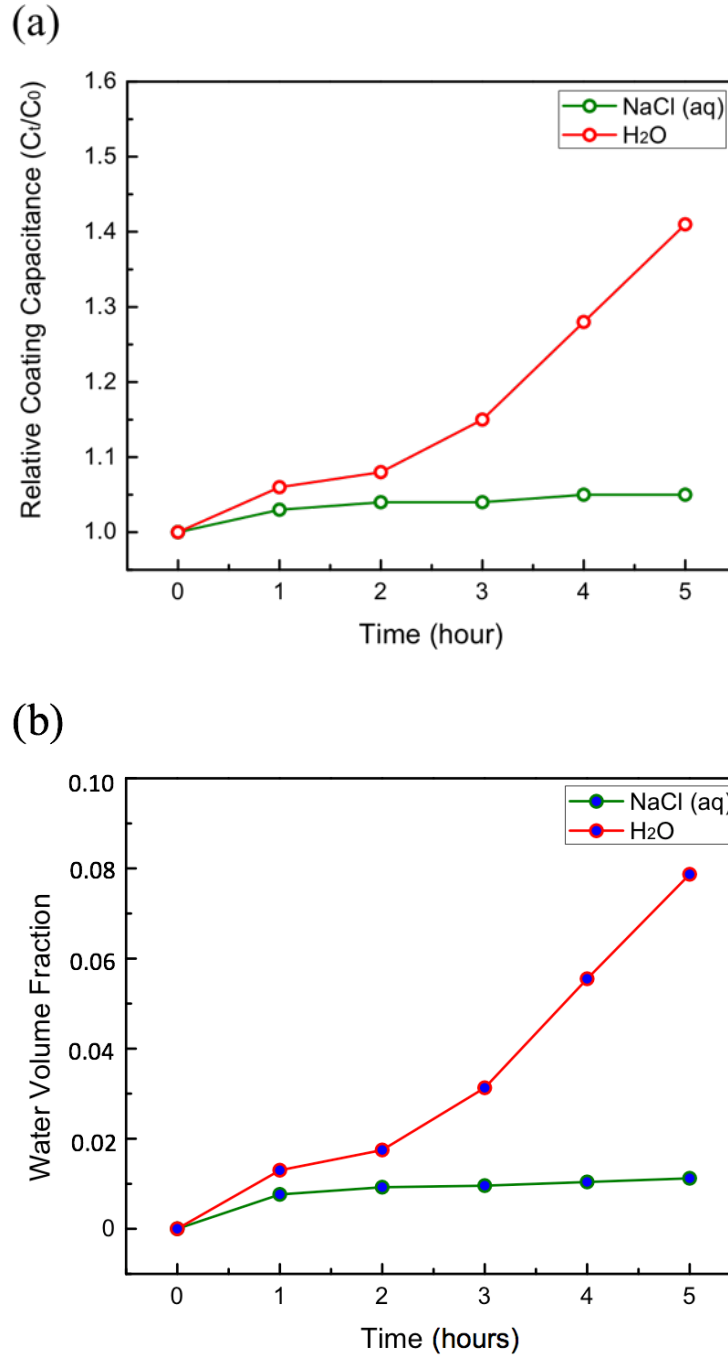 (a)
1.6
1.5
1.4
1.3
1.2
1.1
1.0
Relative Coating Capacitance (Ct/C0)
NaCl (aq)
H2O
0 1 2 3 4 5
Time (hour)
(b)
0.10
0.08
0.06
0.04
0.02
0
Water Volume Fraction
NaCl (aq)
H2O
0 1 2 3 4 5
Time (hours)